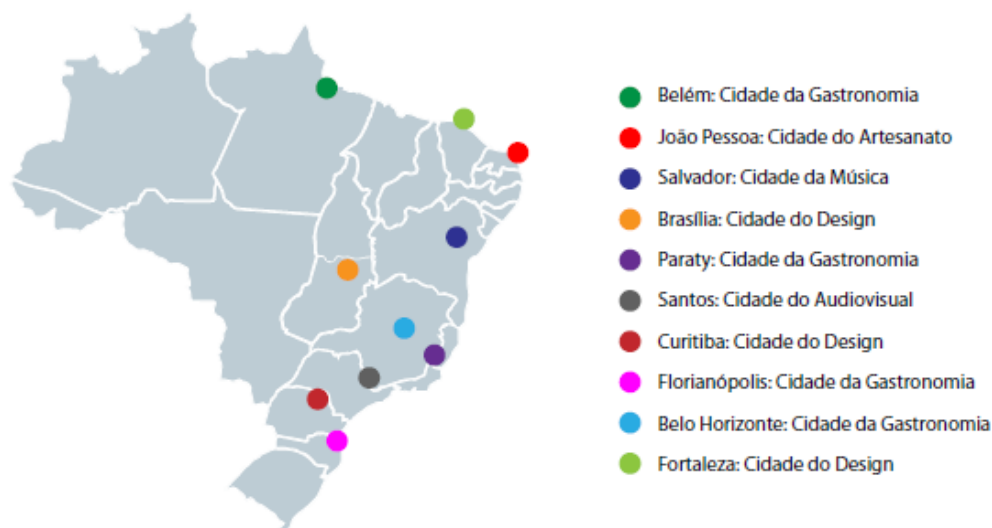 Belém: Cidade da Gastronomia
João Pessoa: Cidade do Artesanato
Salvador: Cidade da Música
Brasília: Cidade do Design
Paraty: Cidade da Gastronomia
Santos: Cidade do Audiovisual
Curitiba: Cidade do Design
Florianópolis: Cidade da Gastronomia
Belo Horizonte: Cidade da Gastronomia
Fortaleza: Cidade do Design